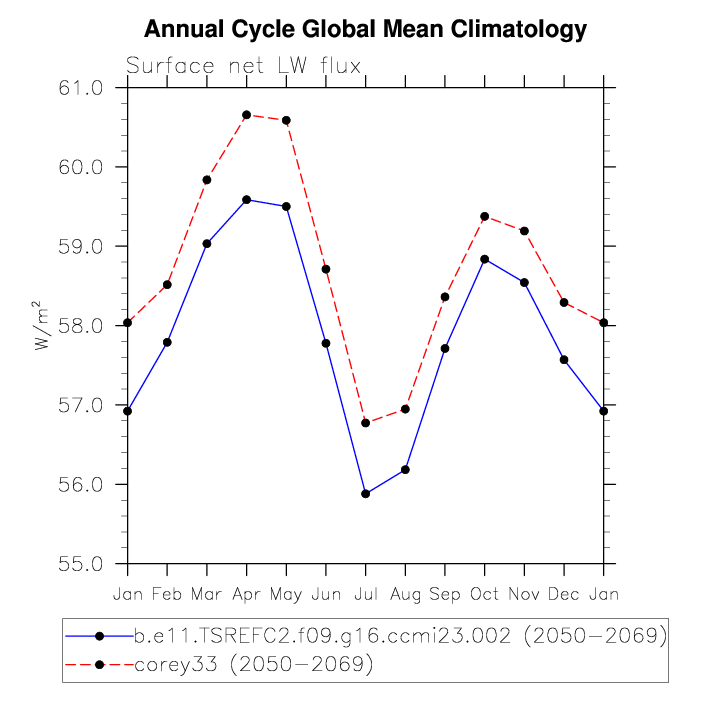 Annual Cycle Global Mean Climatology
Surface net LW flux
61.0
60.0
59.0
58.0
57.0
56.0
55.0
W/m²
Jan Feb Mar Apr May Jun Jul Aug Sep Oct Nov Dec Jan
b.e11.TSREFC2.f09.g16.ccmi23.002 (2050-2069)
corey33 (2050-2069)